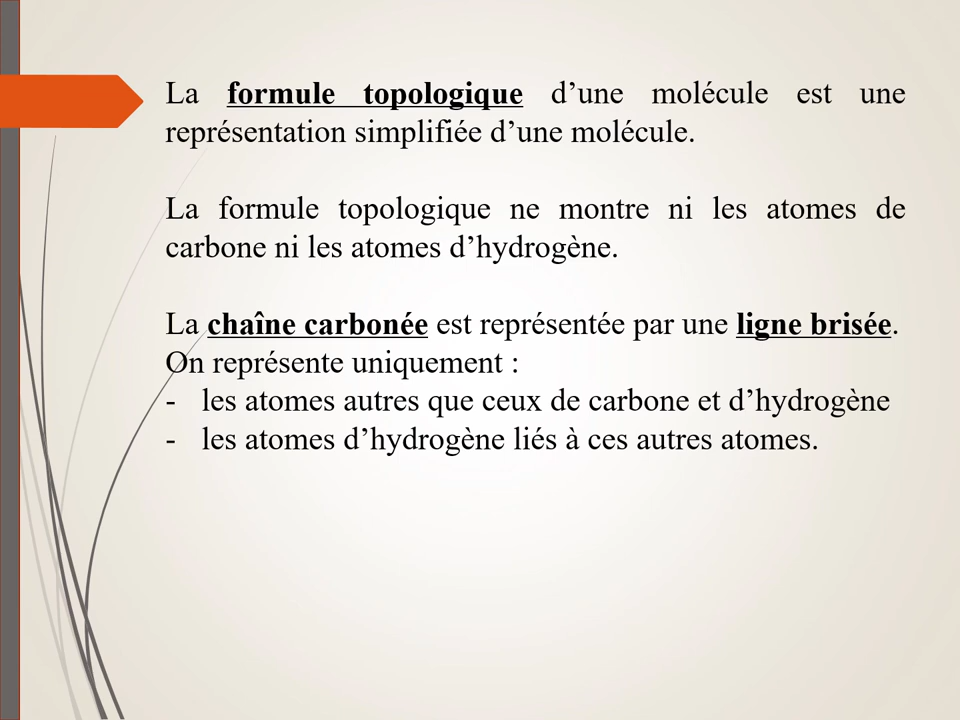 La formule topologique d’une molécule est une
représentation simplifiée d’une molécule.
La formule topologique ne montre ni les atomes de
carbone ni les atomes d’hydrogène.
La chaîne carbonée est représentée par une ligne brisée.
On représente uniquement :
- les atomes autres que ceux de carbone et d’hydrogène
- les atomes d’hydrogène liés à ces autres atomes.